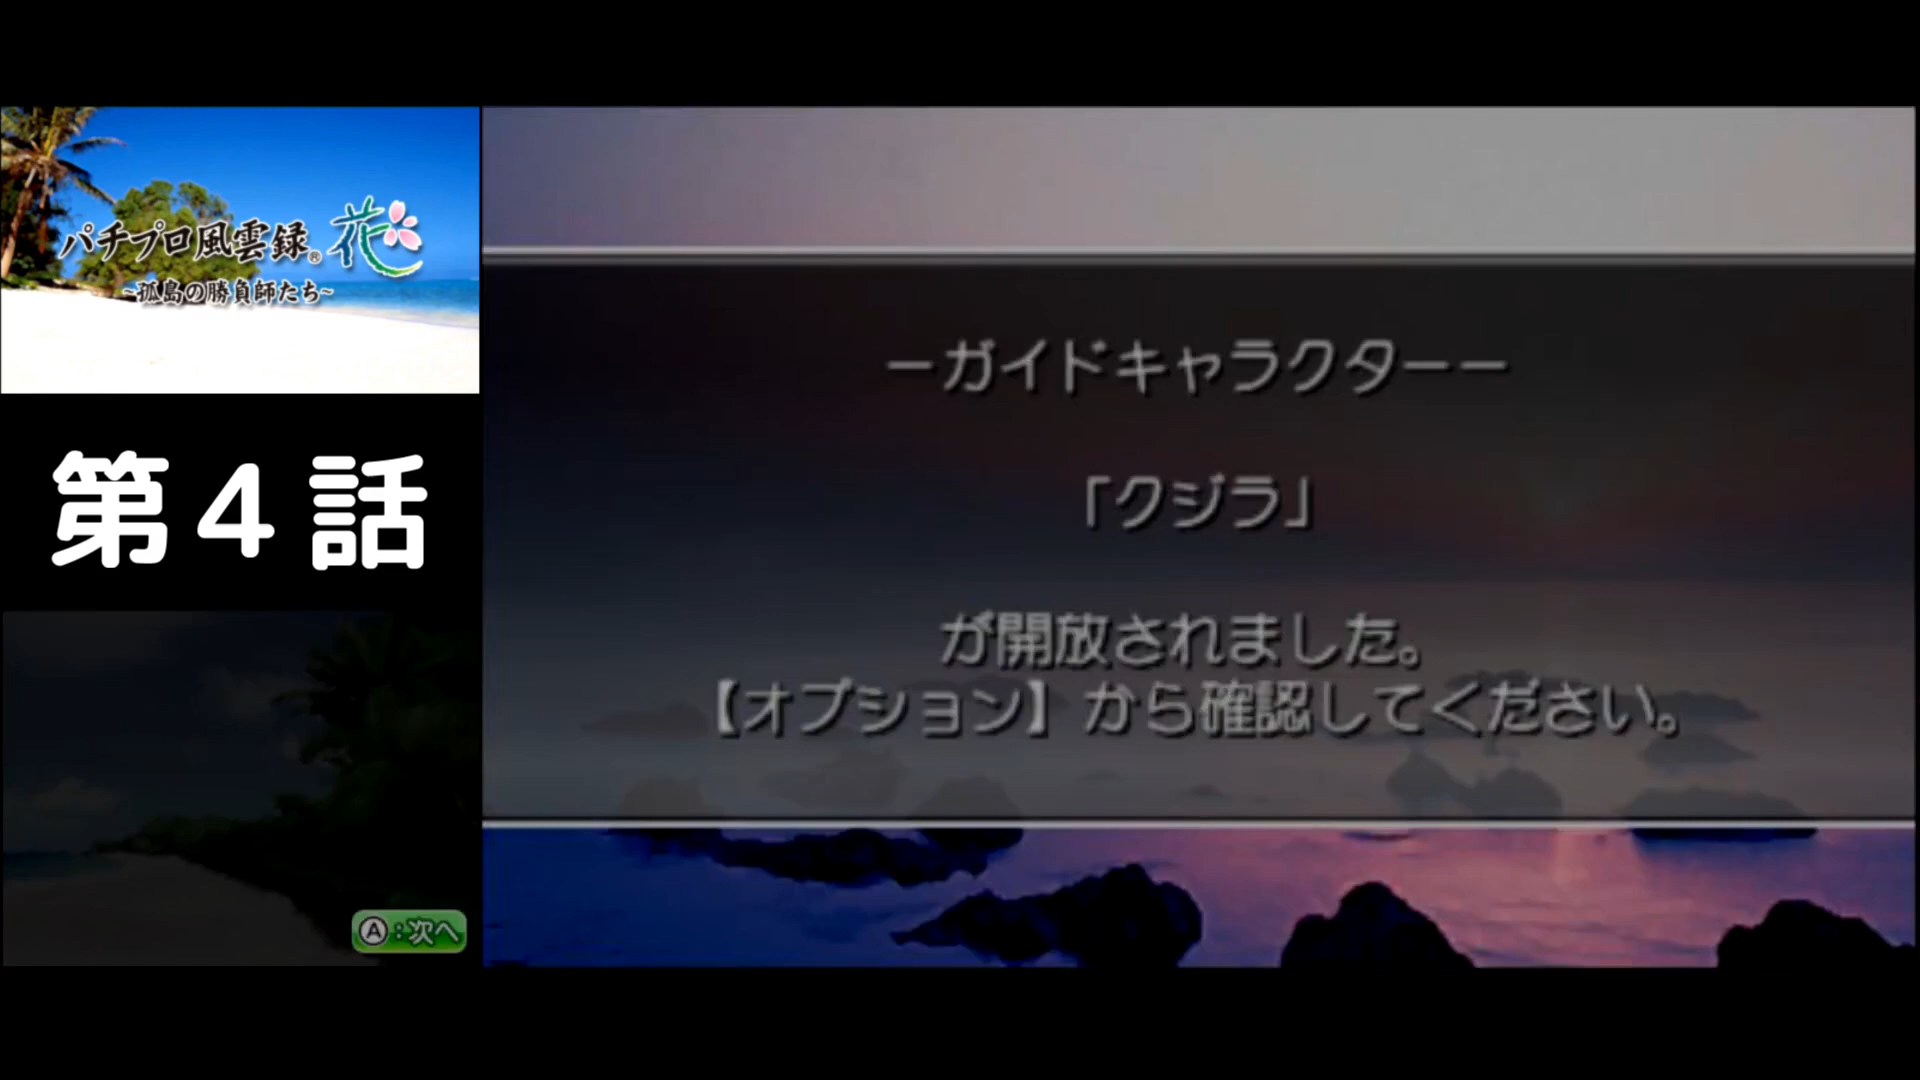 パチプロ風雲録®花
~孤島の勝負師たち~
第4話
Ⓐ:次へ
ーガイドキャラクターー
「クジラ」
が開放されました。
【オプション】から確認してください。